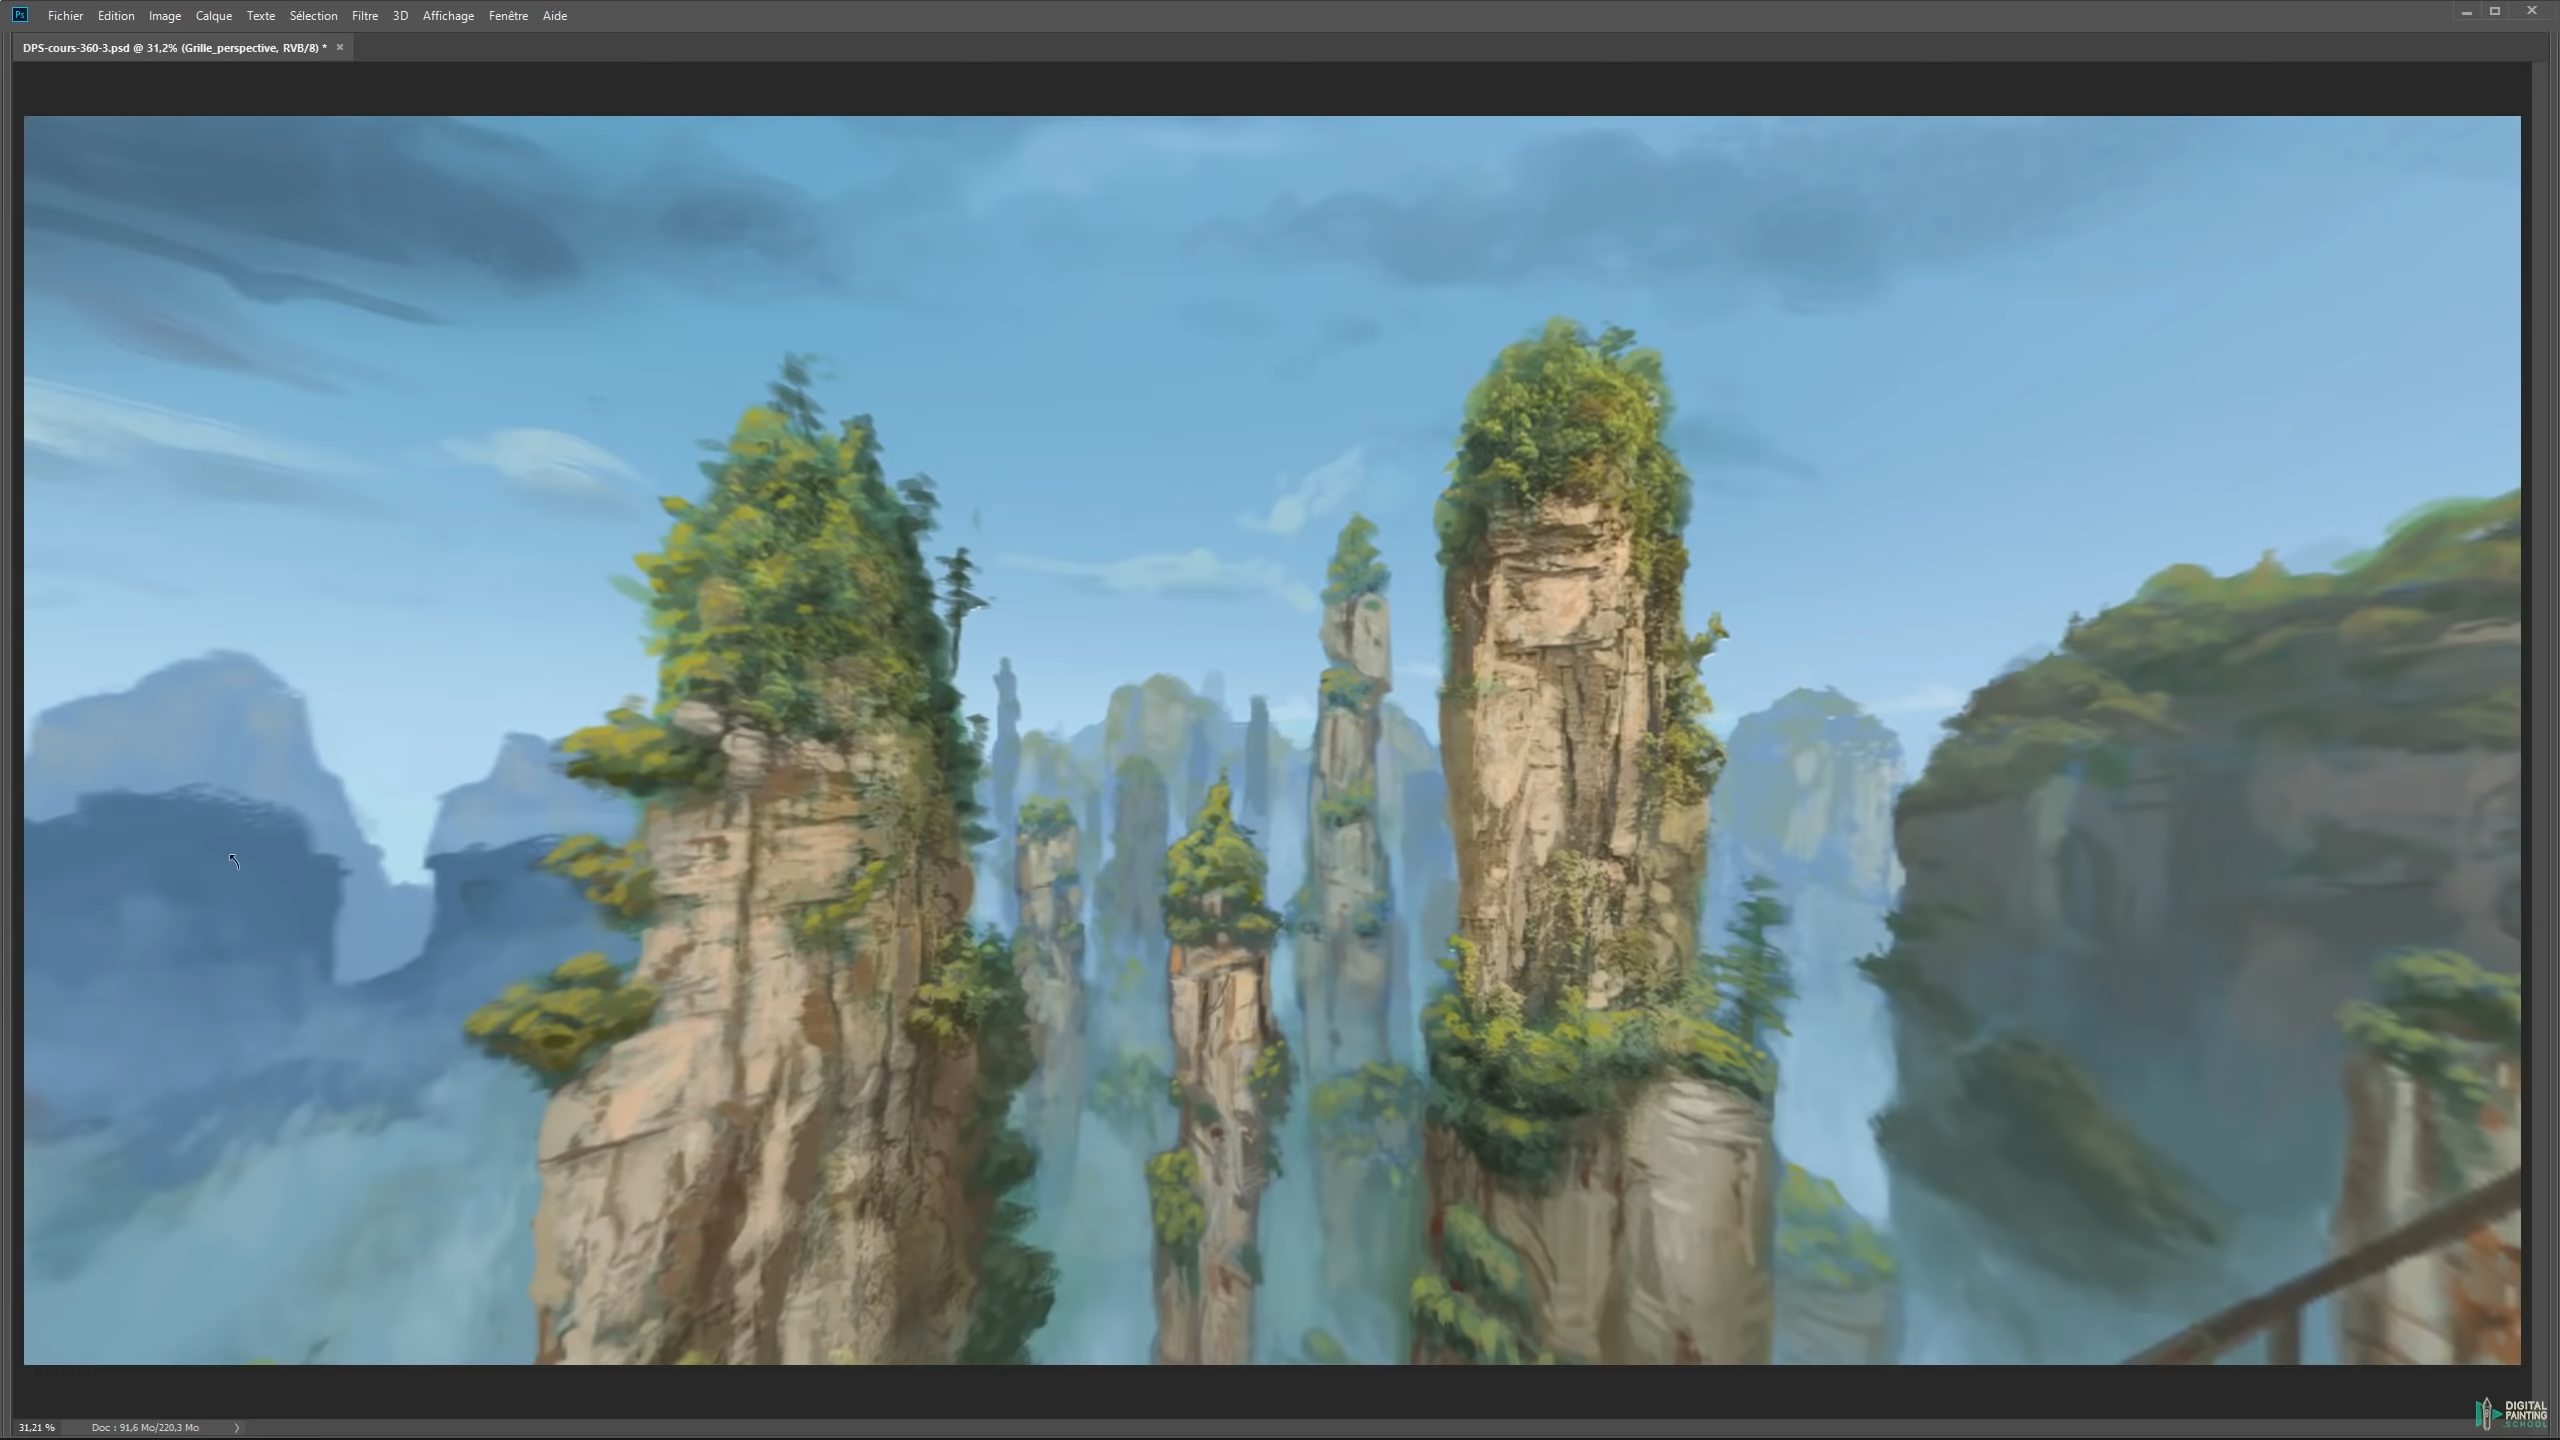 Ps
Fichier Edition Image Calque Texte Sélection Filtre 3D Affichage Fenêtre Aide
DPS-cours-360-3.psd @ 31,2% (Grille_perspective, RVB/8) *
31,21 % Doc : 91,6 Mo/220,3 Mo
DIGITAL
PAINTING
.SCHOOL